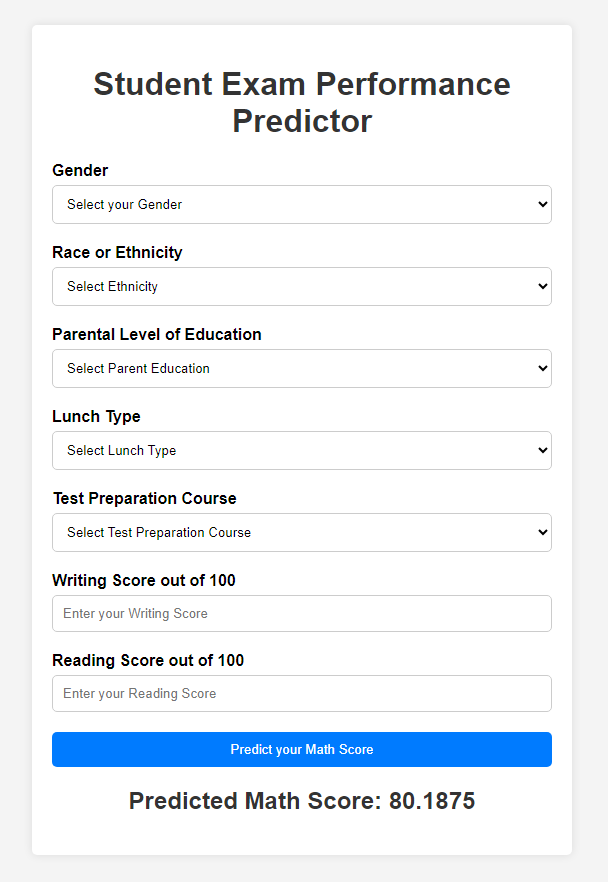 Student Exam Performance
Predictor
Gender
Select your Gender
Race or Ethnicity
Select Ethnicity
Parental Level of Education
Select Parent Education
Lunch Type
Select Lunch Type
Test Preparation Course
Select Test Preparation Course
Writing Score out of 100
Enter your Writing Score
Reading Score out of 100
Enter your Reading Score
Predict your Math Score
Predicted Math Score: 80.1875